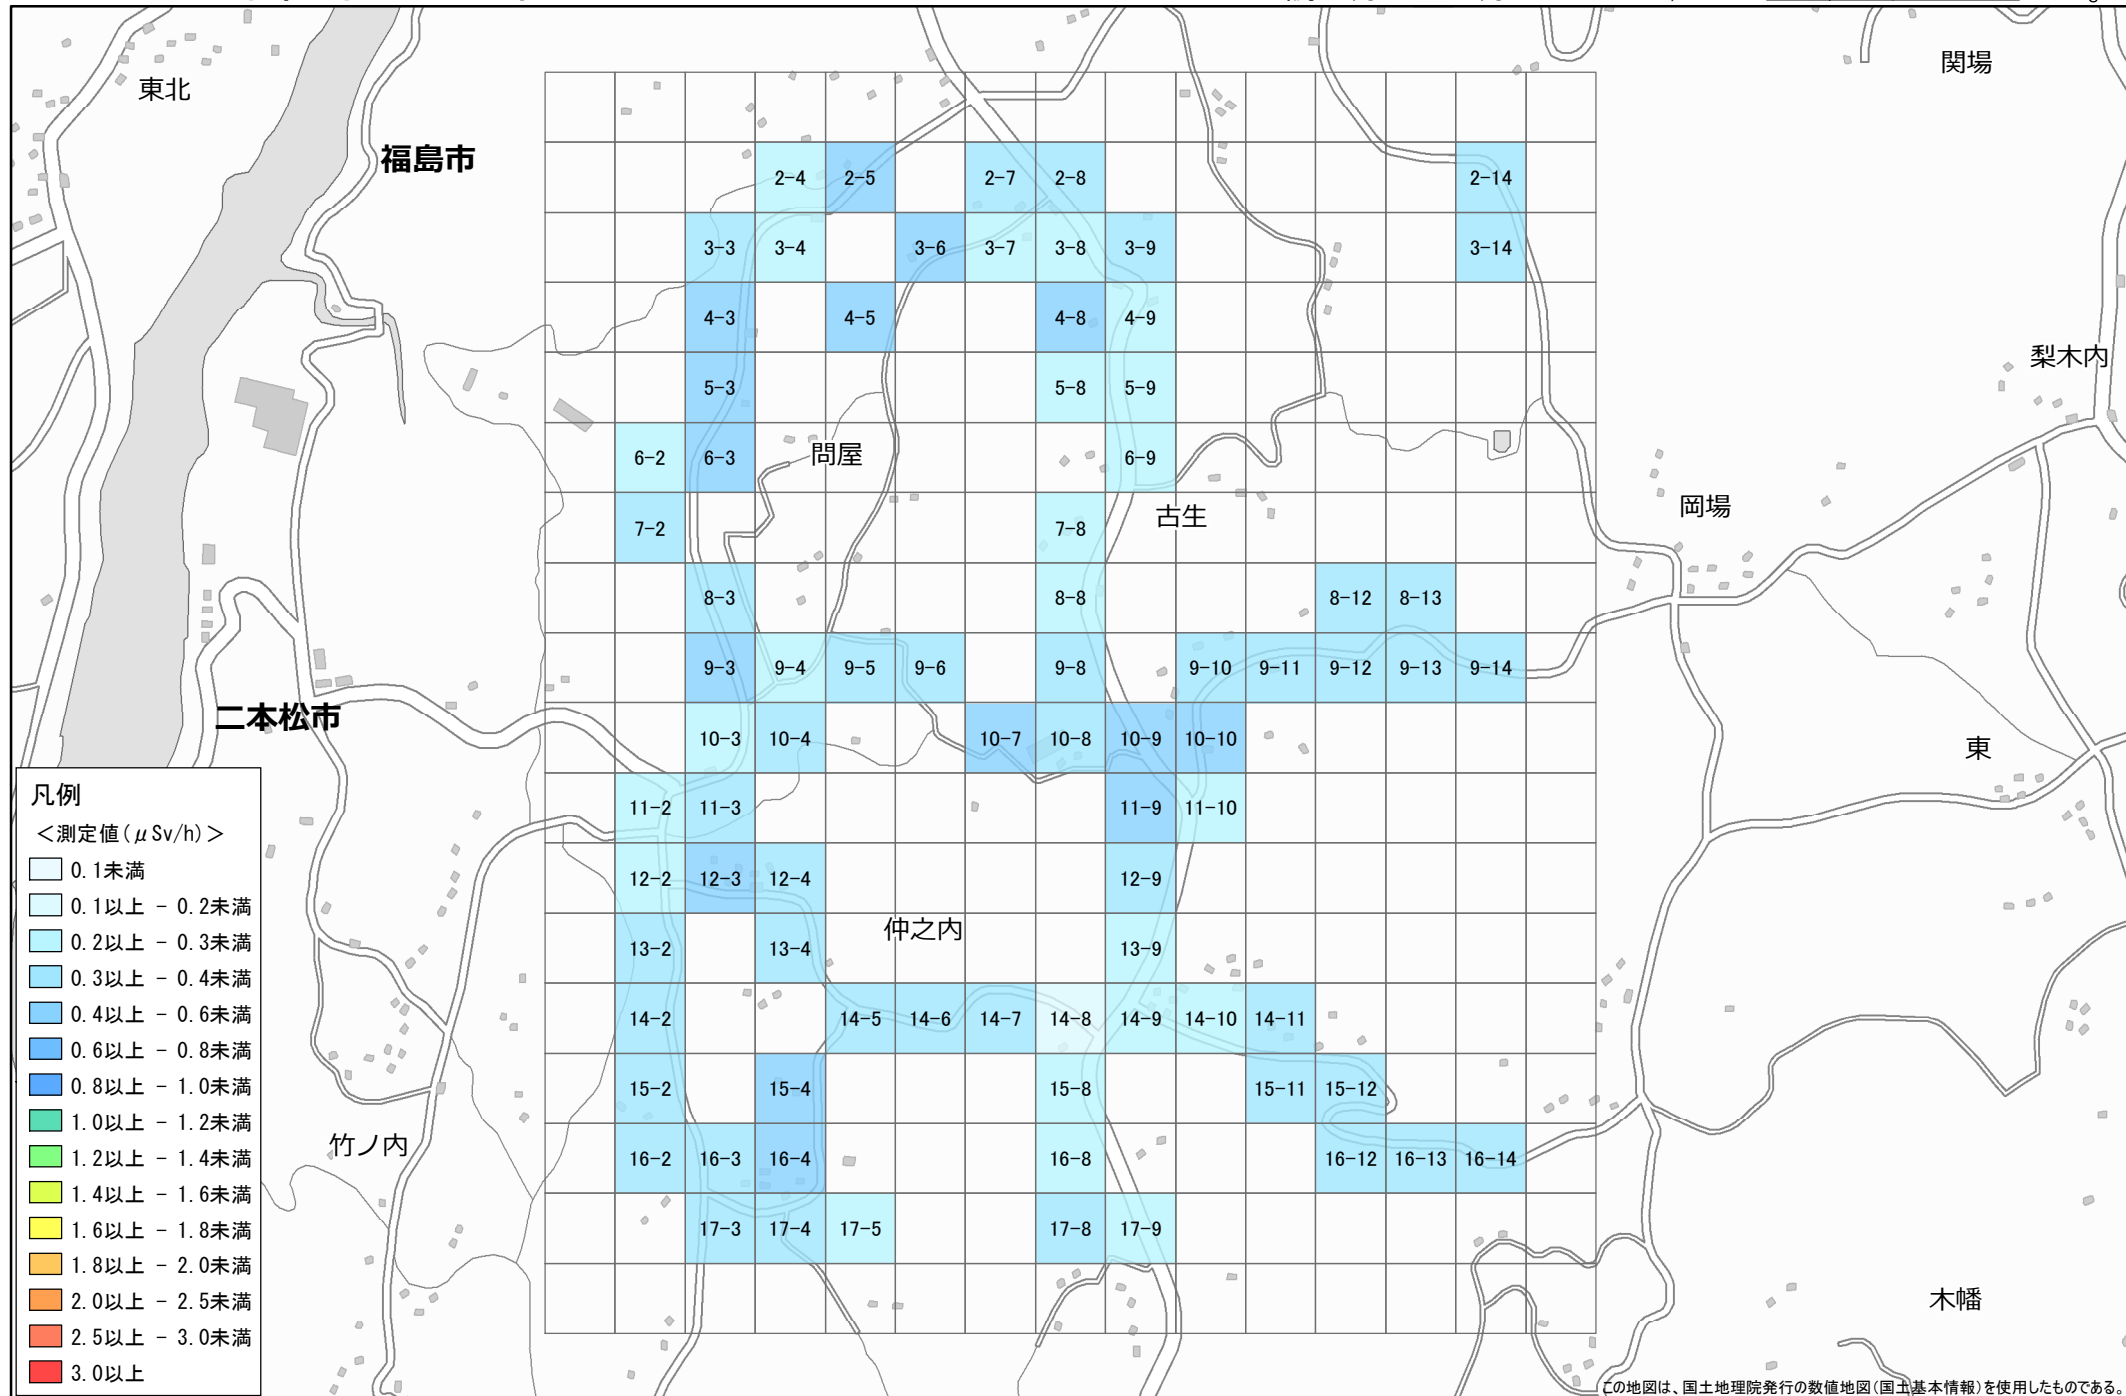 東北
関場
福島市
2-4 2-5 2-7 2-8 2-14
3-3 3-4 3-6 3-7 3-8 3-9 3-14
4-3 4-5 4-8 4-9
梨木内
5-3 5-8 5-9
問屋
6-2 6-3 6-9
岡場
古生
7-2 7-8
8-3 8-8 8-12 8-13
9-3 9-4 9-5 9-6 9-8 9-10 9-11 9-12 9-13 9-14
二本松市
10-3 10-4 10-7 10-8 10-9 10-10
東
11-2 11-3 11-9 11-10
12-2 12-3 12-4 12-9
仲之内
13-2 13-4 13-9
14-2 14-5 14-6 14-7 14-8 14-9 14-10 14-11
15-2 15-4 15-8 15-11 15-12
竹ノ内
16-2 16-3 16-4 16-8 16-12 16-13 16-14
17-3 17-4 17-5 17-8 17-9
木幡
凡例
＜測定値(μSv/h)＞
0.1未満
0.1以上 - 0.2未満
0.2以上 - 0.3未満
0.3以上 - 0.4未満
0.4以上 - 0.6未満
0.6以上 - 0.8未満
0.8以上 - 1.0未満
1.0以上 - 1.2未満
1.2以上 - 1.4未満
1.4以上 - 1.6未満
1.6以上 - 1.8未満
1.8以上 - 2.0未満
2.0以上 - 2.5未満
2.5以上 - 3.0未満
3.0以上
この地図は、国土地理院発行の数値地図(国土基本情報)を使用したものである。